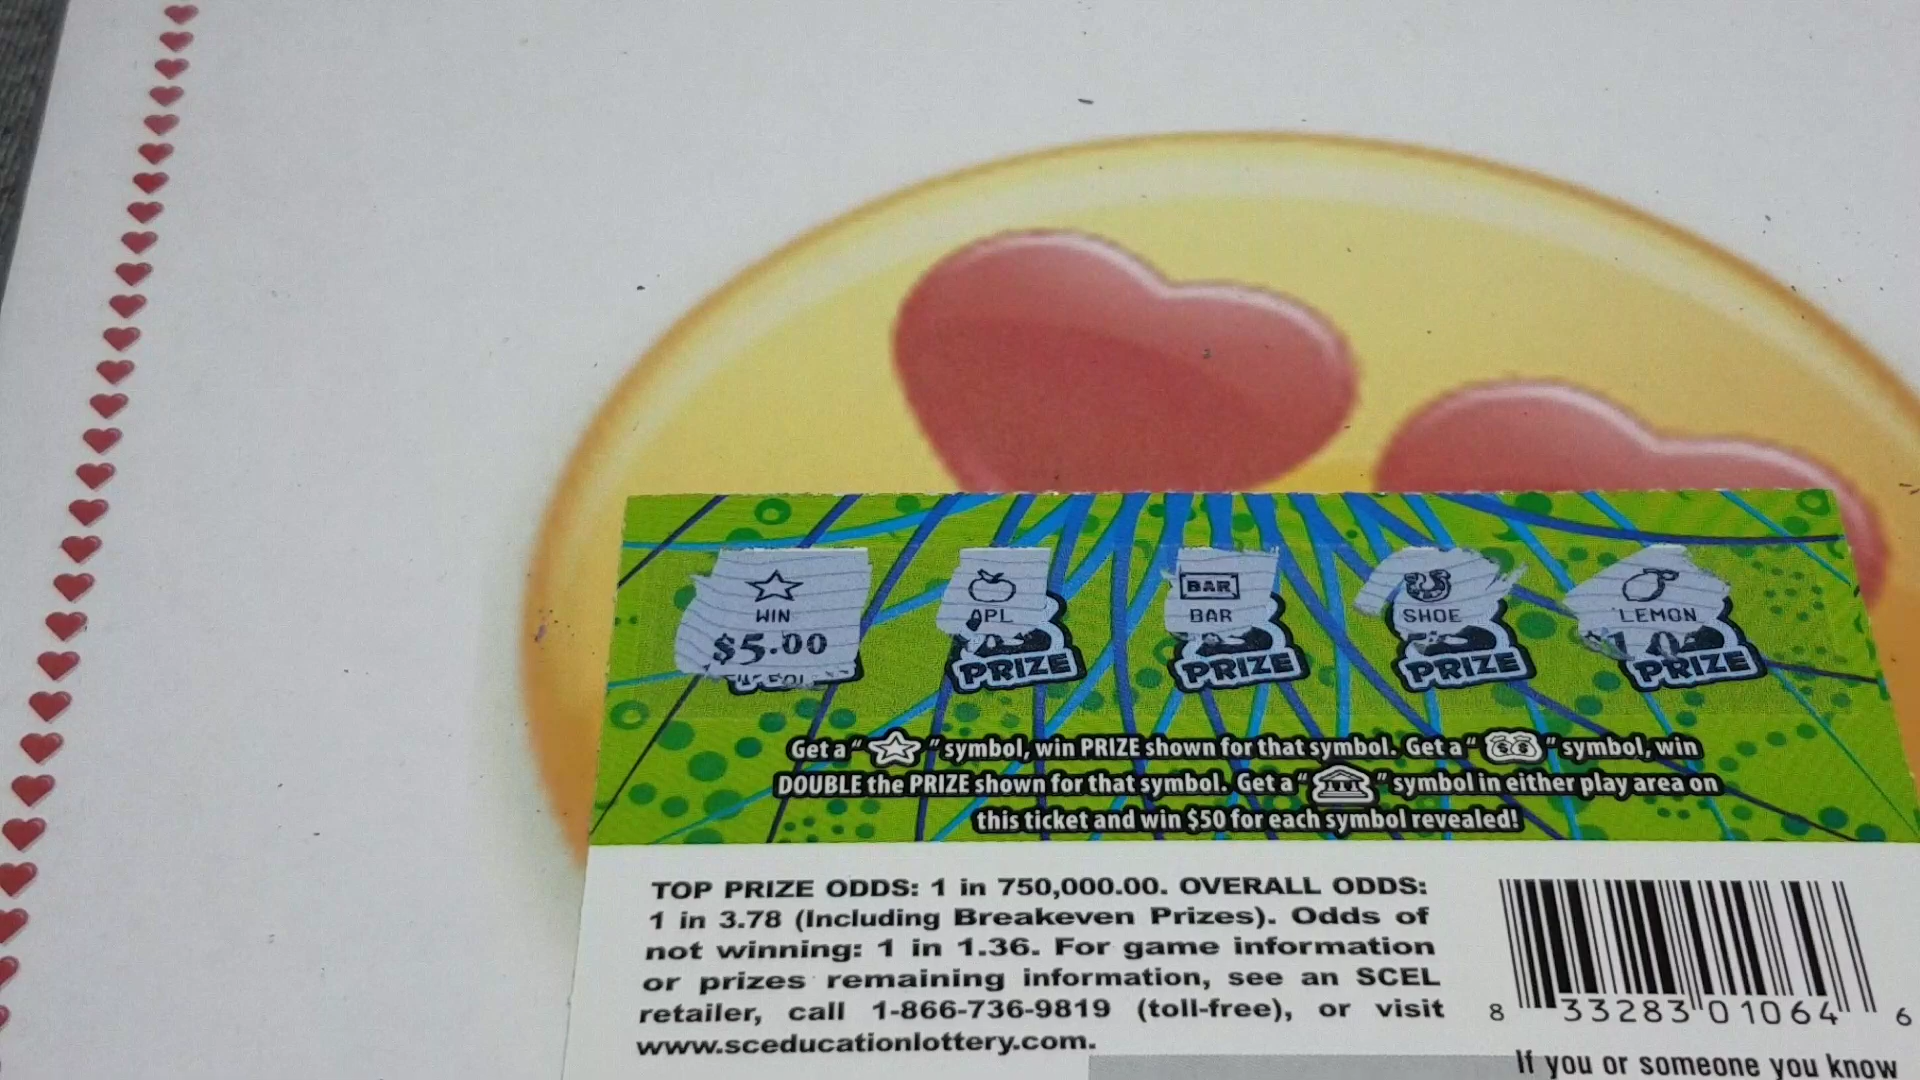 BAR
WIN APL BAR SHOE LEMON
$5.00
PRIZE PRIZE PRIZE PRIZE
Get a " " symbol, win PRIZE shown for that symbol. Get a " " symbol, win
DOUBLE the PRIZE shown for that symbol. Get a " " symbol in either play area on
this ticket and win $50 for each symbol revealed!
TOP PRIZE ODDS: 1 in 750,000.00. OVERALL ODDS:
1 in 3.78 (Including Breakeven Prizes). Odds of
not winning: 1 in 1.36. For game information
or prizes remaining information, see an SCEL
retailer, call 1-866-736-9819 (toll-free), or visit
www.sceducationlottery.com.
8 33283 01064 6
If you or someone you know